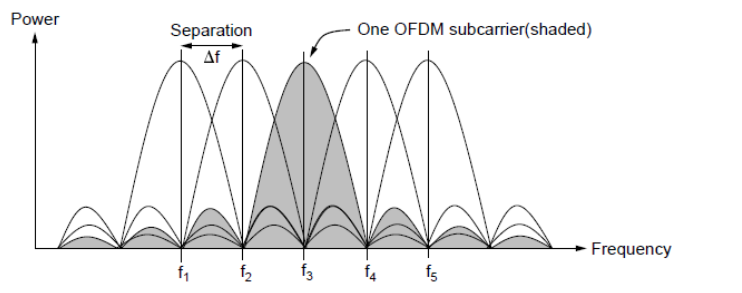 Power
Separation
Δf
One OFDM subcarrier(shaded)
f₁ f₂ f₃ f₄ f₅
Frequency